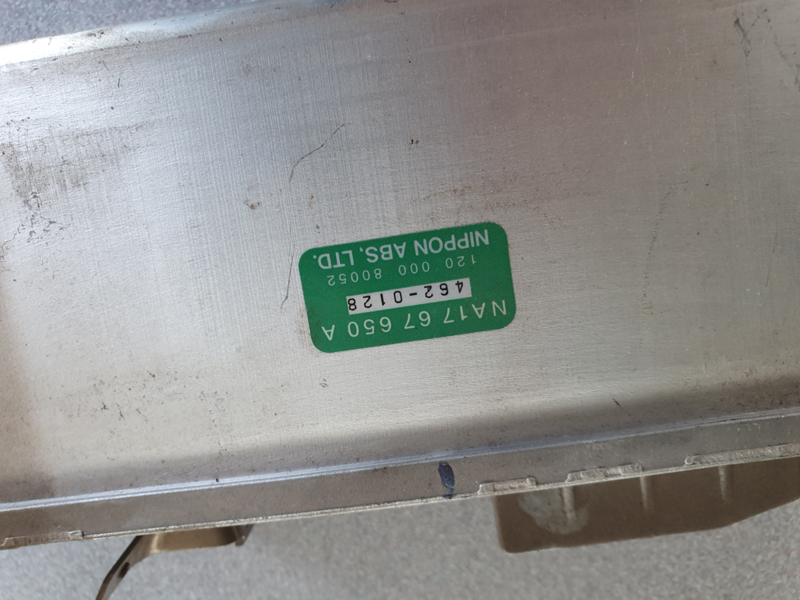 NA17 67 650 A
462-0128
120 000 80052
NIPPON ABS, LTD.